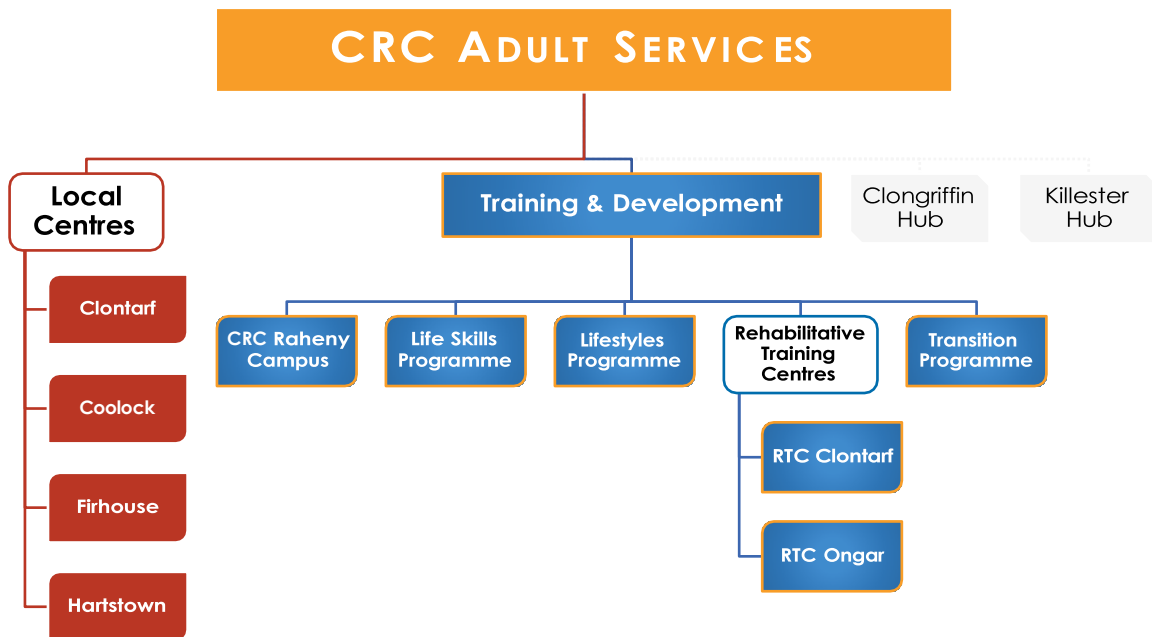 CRC ADULT SERVICES
Local
Centres
Training & Development
Clongriffin
Hub
Killester
Hub
Clontarf
Coolock
Firhouse
Hartstown
CRC Raheny
Campus
Life Skills
Programme
Lifestyles
Programme
Rehabilitative
Training
Centres
Transition
Programme
RTC Clontarf
RTC Ongar